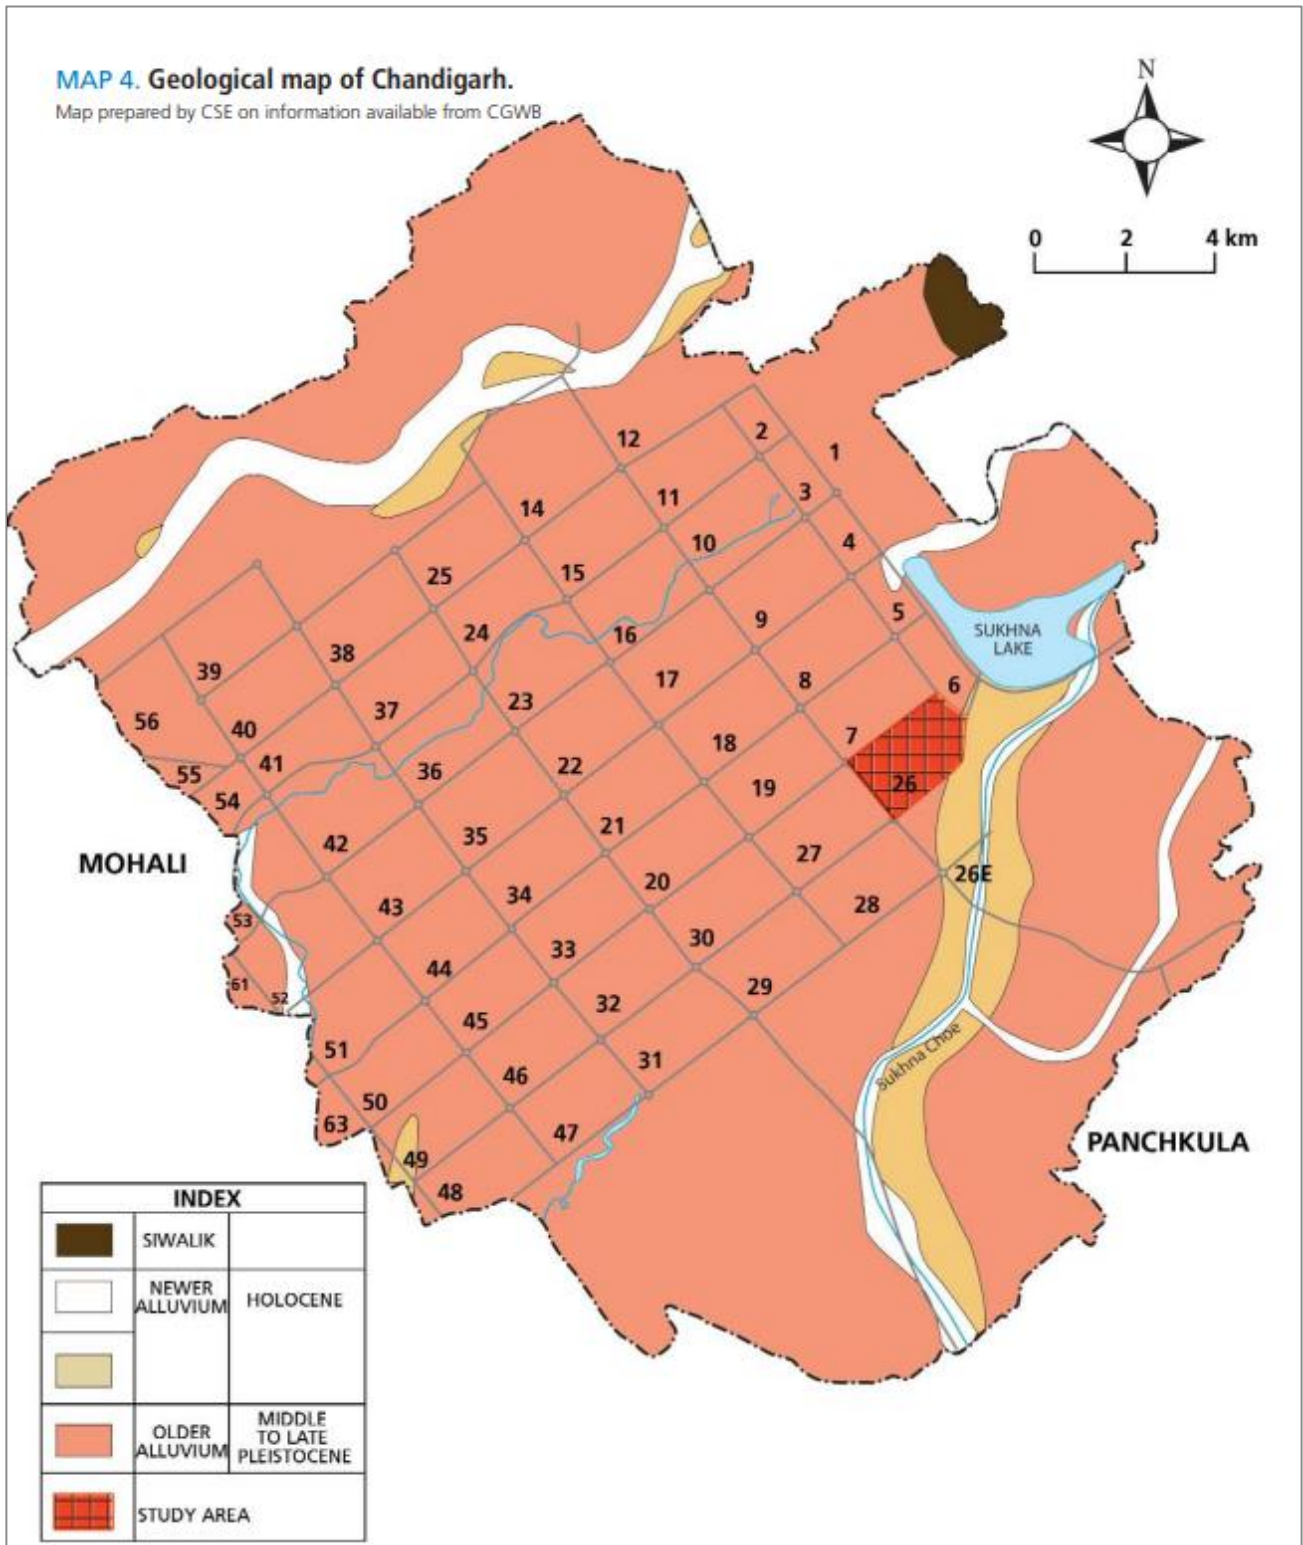 MAP 4. Geological map of Chandigarh.
Map prepared by CSE on information available from CGWB
N
0 2 4 km
12
2
1
11
3
14
10
4
25
15
5
24
16
9
SUKHNA
LAKE
38
39
23
17
8
6
56
40
37
7
41
36
22
18
55
54
19
26
42
35
21
27
MOHALI
20
26E
43
34
28
53
33
30
44
61
52
32
29
45
51
31
Sukhna Choe
46
50
63
47
49
48
PANCHKULA
INDEX
SIWALIK
NEWER
ALLUVIUM
HOLOCENE
OLDER
ALLUVIUM
MIDDLE
TO LATE
PLEISTOCENE
STUDY AREA